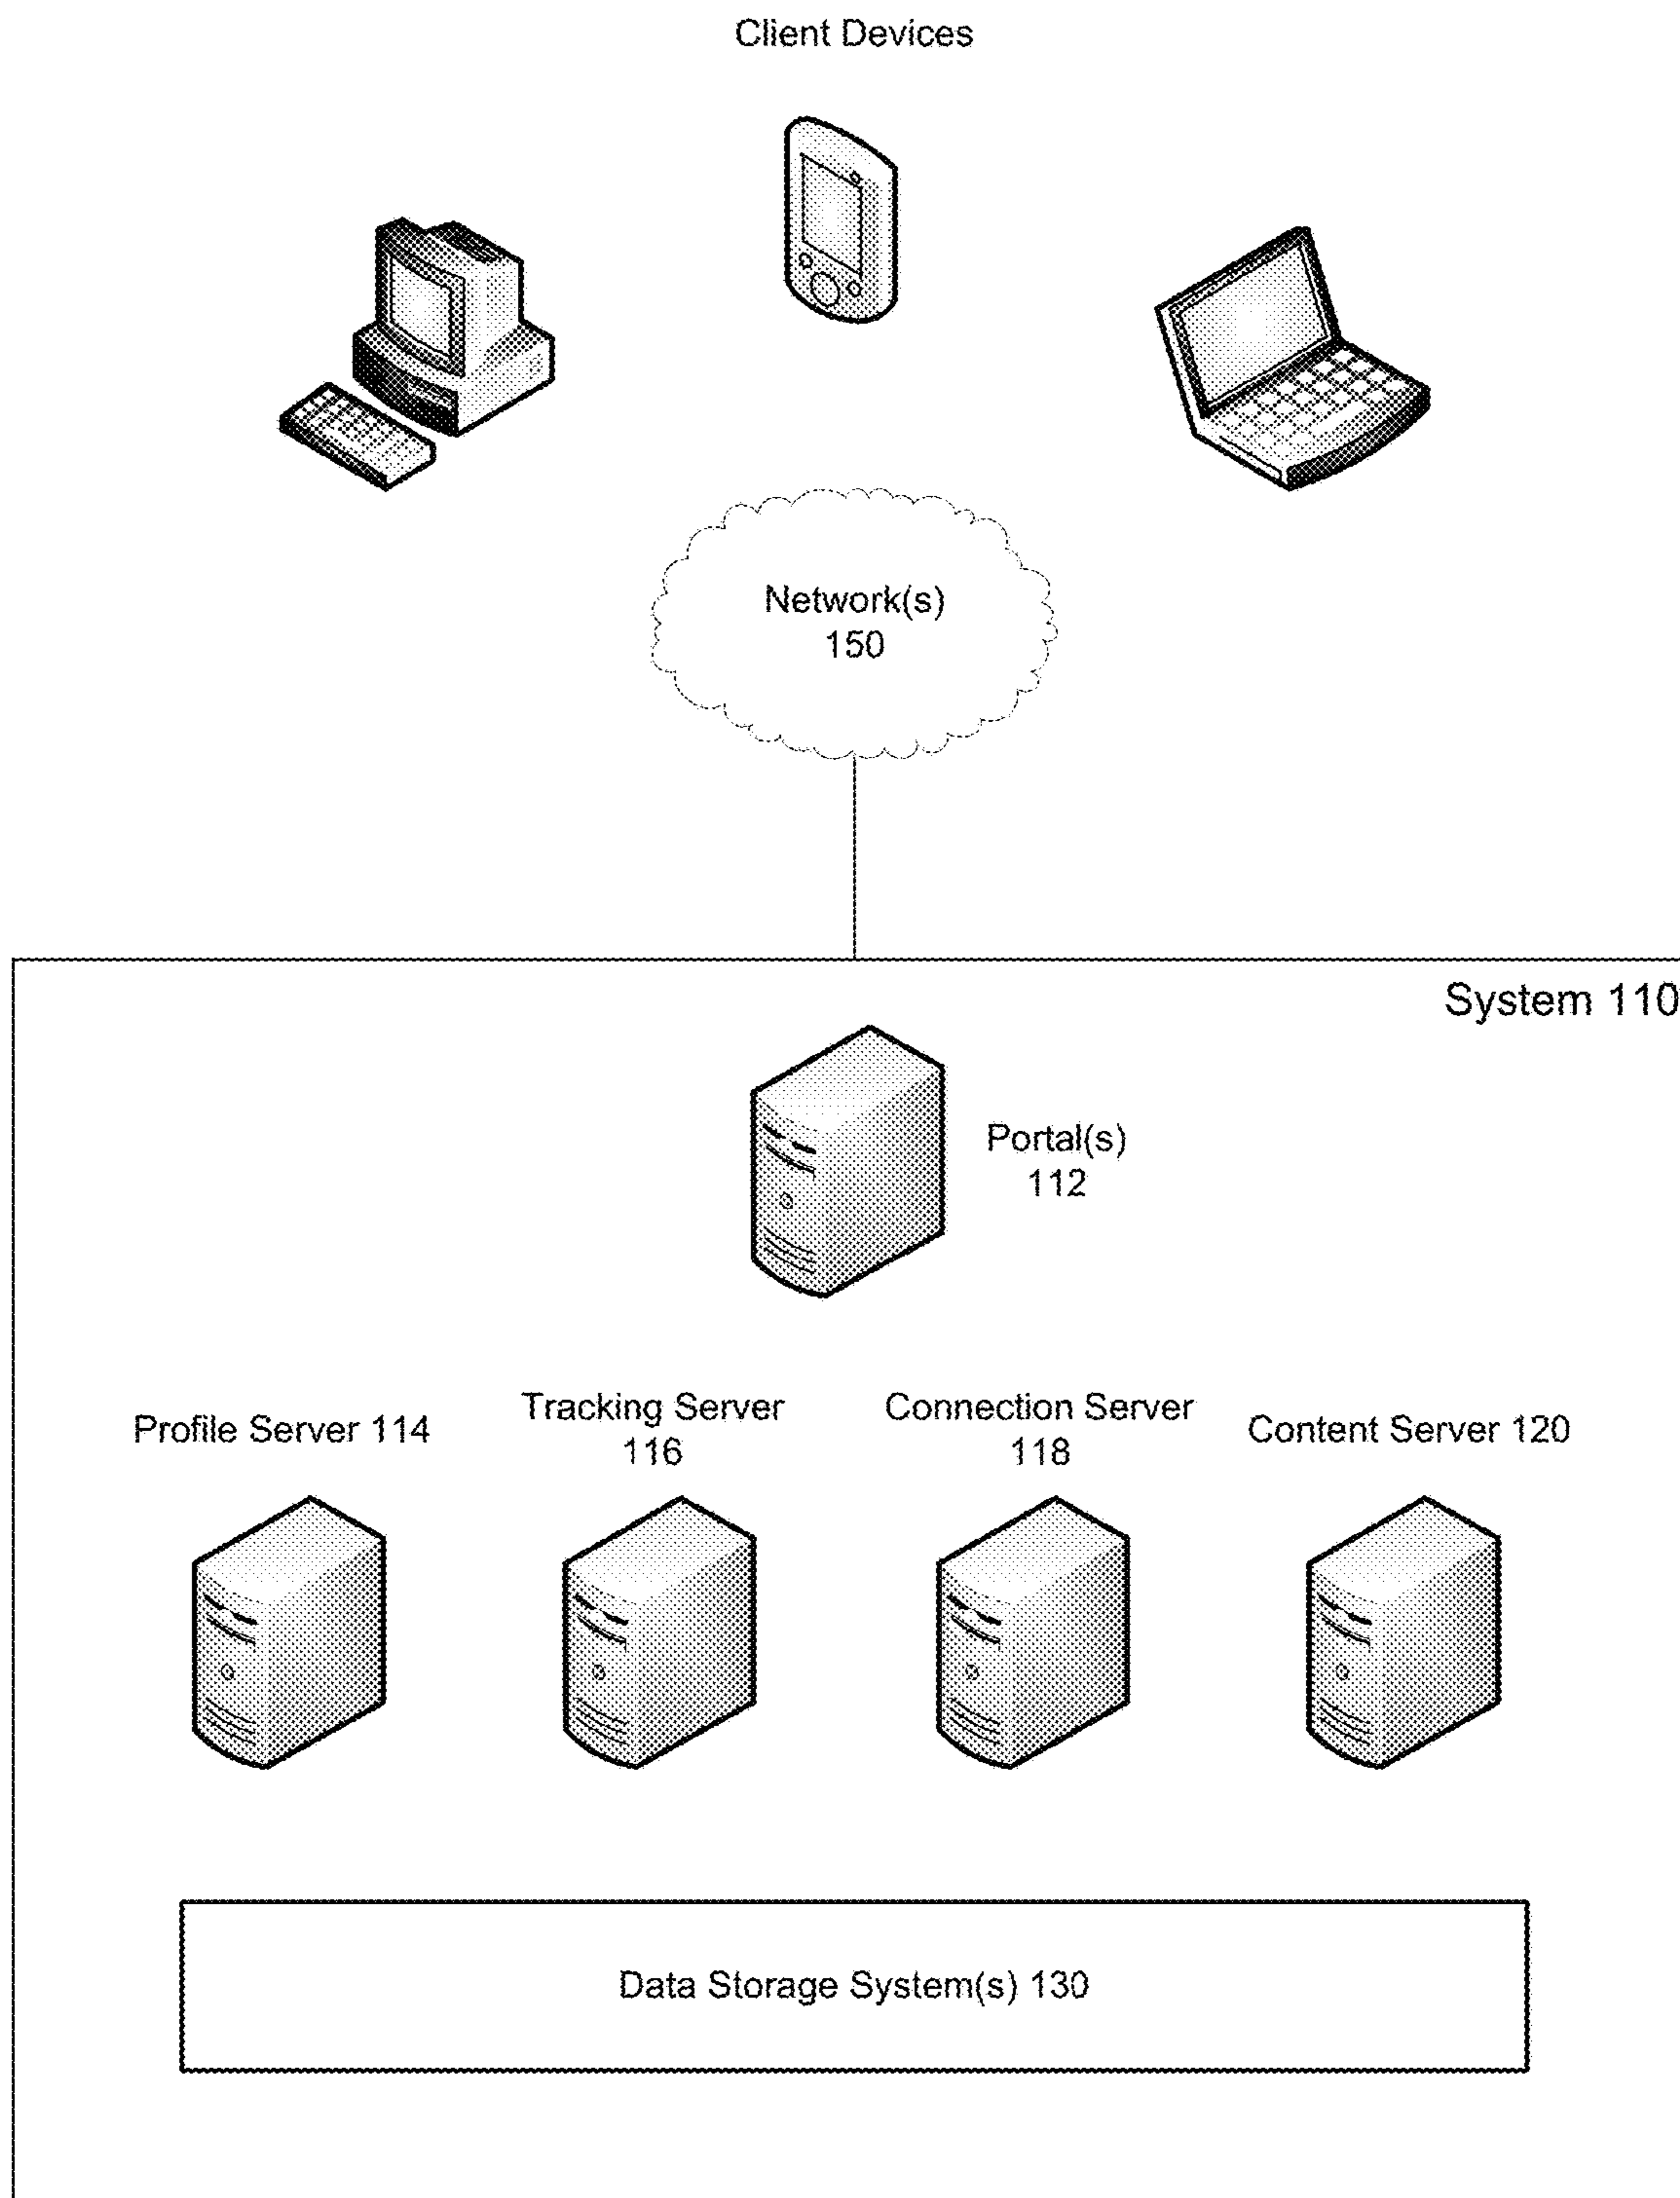 Client Devices
Network(s)
150
System 110
Portal(s)
112
Profile Server 114
Tracking Server
116
Connection Server
118
Content Server 120
Data Storage System(s) 130